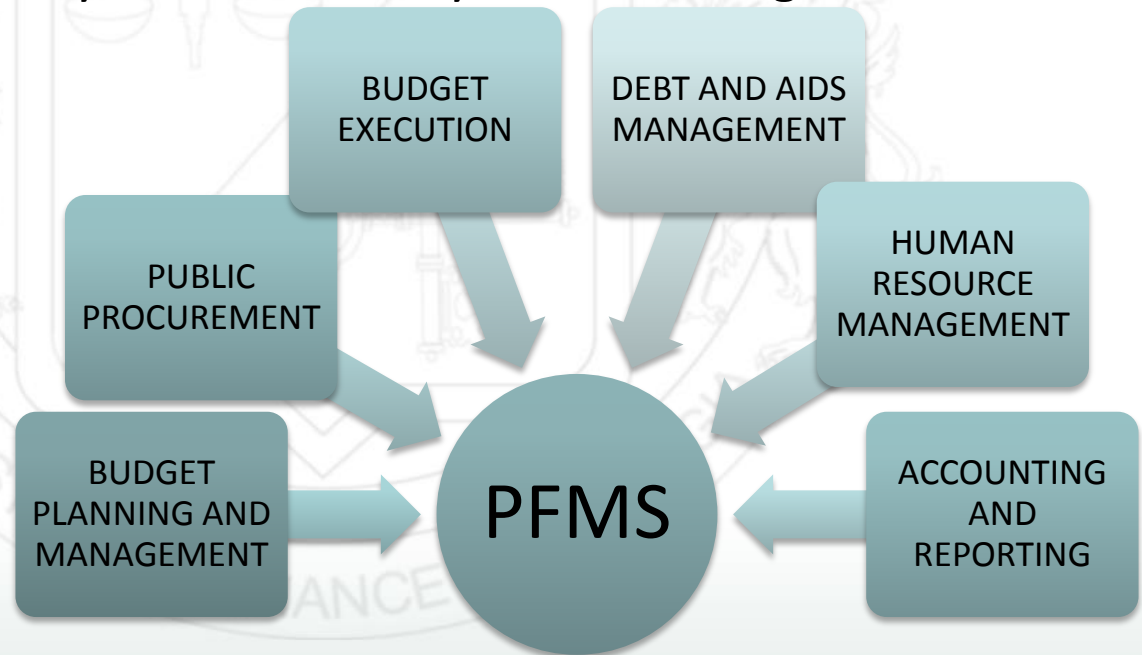 BUDGET
EXECUTION
DEBT AND AIDS
MANAGEMENT
PUBLIC
PROCUREMENT
HUMAN
RESOURCE
MANAGEMENT
BUDGET
PLANNING AND
MANAGEMENT
PFMS
ACCOUNTING
AND
REPORTING